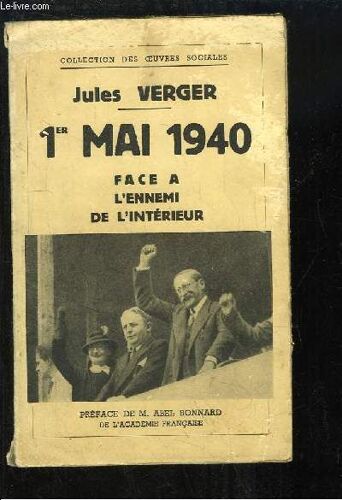 le-livre
COLLECTION DES ŒUVRES SOCIALES
Jules VERGER
1ER MAI 1940
FACE A
L'ENNEMI
DE L'INTÉRIEUR
PRÉFACE DE M. ABEL BONNARD
DE L'ACADÉMIE FRANÇAISE